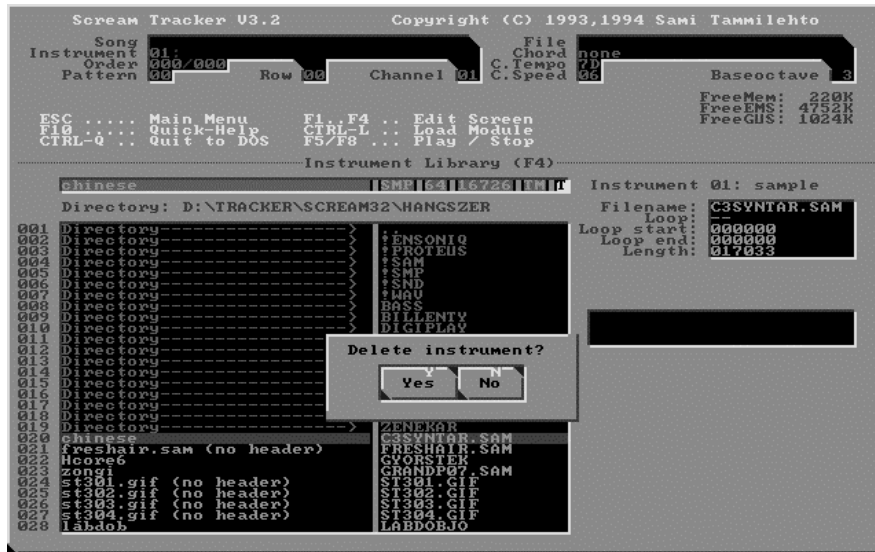 Scream Tracker V3.2 Copyright (C) 1993,1994 Sami Tammilehto
Song File
Instrument 01: Chord none
Order 000/000 C.Tempo 7D
Pattern 00 Row 00 Channel 01 C.Speed 06 Baseoctave 3
FreeMem: 220K
FreeEMS: 4752K
FreeGUS: 1024K
ESC ..... Main Menu F1..F4 .. Edit Screen
F10 ..... Quick-Help CTRL-L .. Load Module
CTRL-Q .. Quit to DOS F5/F8 ... Play / Stop
Instrument Library (F4)
chinese SMP 64 16726 TM T Instrument 01: sample
Directory: D:\TRACKER\SCREAM32\HANGSZER Filename: C3SYNTAR.SAM
Loop: --
Loop start: 000000
Loop end: 000000
Length: 017033
001 Directory------------------> ..
002 Directory------------------> !ENSONIQ
003 Directory------------------> !PROTEUS
004 Directory------------------> !SAM
005 Directory------------------> !SMP
006 Directory------------------> !SND
007 Directory------------------> !WAV
008 Directory------------------> BASS
009 Directory------------------> BILLENTY
010 Directory------------------> DIGIPLAY
011 Directory------------------
012 Directory------------------
013 Directory------------------
014 Directory------------------
015 Directory------------------
016 Directory------------------
017 Directory------------------
018 Directory------------------
019 Directory------------------> ZENEKAR
Delete instrument?
Y N
Yes No
020 chinese C3SYNTAR.SAM
021 freshair.sam (no header) FRESHAIR.SAM
022 Hcore6 GYORSTEK
023 zongi GRANDP07.SAM
024 st301.gif (no header) ST301.GIF
025 st302.gif (no header) ST302.GIF
026 st303.gif (no header) ST303.GIF
027 st304.gif (no header) ST304.GIF
028 lábdob LABDOBJO